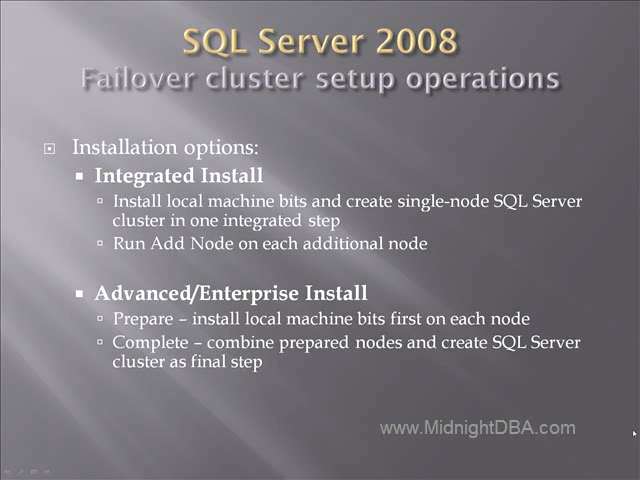 SQL Server 2008
Failover cluster setup operations
Installation options:
Integrated Install
Install local machine bits and create single-node SQL Server
cluster in one integrated step
Run Add Node on each additional node
Advanced/Enterprise Install
Prepare – install local machine bits first on each node
Complete – combine prepared nodes and create SQL Server
cluster as final step
www.MidnightDBA.com